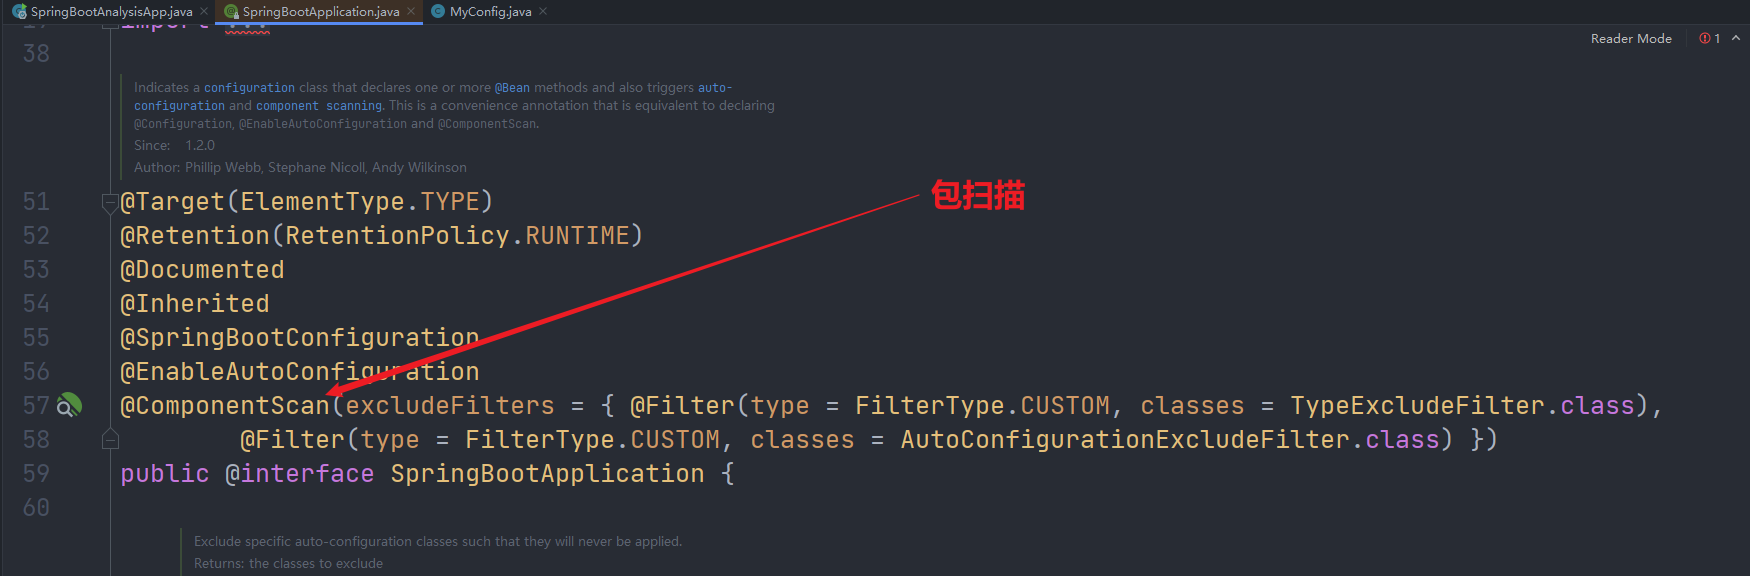 SpringBootAnalysisApp.java SpringBootApplication.java MyConfig.java
19 import ...
38
Reader Mode 1
Indicates a configuration class that declares one or more @Bean methods and also triggers auto-
configuration and component scanning. This is a convenience annotation that is equivalent to declaring
@Configuration, @EnableAutoConfiguration and @ComponentScan.
Since: 1.2.0
Author: Phillip Webb, Stephane Nicoll, Andy Wilkinson
包扫描
51 @Target(ElementType.TYPE)
52 @Retention(RetentionPolicy.RUNTIME)
53 @Documented
54 @Inherited
55 @SpringBootConfiguration
56 @EnableAutoConfiguration
57 @ComponentScan(excludeFilters = { @Filter(type = FilterType.CUSTOM, classes = TypeExcludeFilter.class),
58 @Filter(type = FilterType.CUSTOM, classes = AutoConfigurationExcludeFilter.class) })
59 public @interface SpringBootApplication {
60
Exclude specific auto-configuration classes such that they will never be applied.
Returns: the classes to exclude